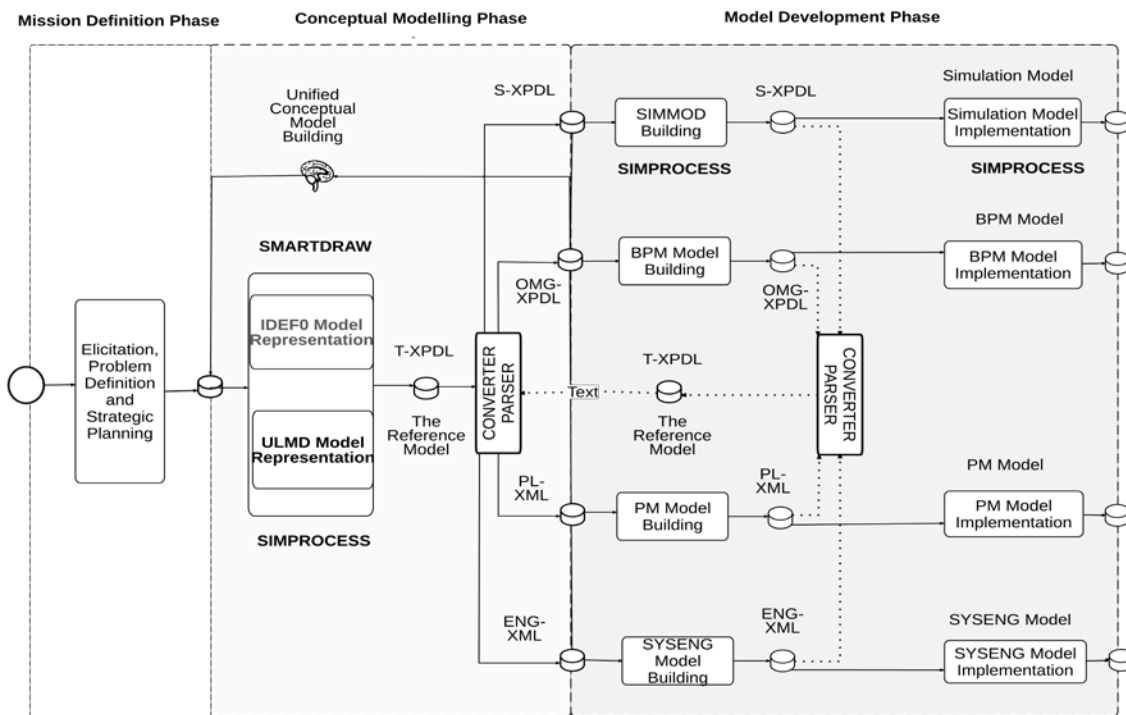 Mission Definition Phase
Conceptual Modelling Phase
Model Development Phase
Unified
Conceptual
Model
Building
S-XPDL
SIMMOD
Building
SIMPROCESS
S-XPDL
Simulation Model
Simulation Model
Implementation
SIMPROCESS
SMARTDRAW
IDEF0 Model
Representation
ULMD Model
Representation
SIMPROCESS
Elicitation,
Problem
Definition
and
Strategic
Planning
T-XPDL
The
Reference
Model
CONVERTER
PARSER
OMG-
XPDL
BPM Model
Building
OMG-
XPDL
BPM Model
BPM Model
Implementation
Text
T-XPDL
The
Reference
Model
CONVERTER
PARSER
PL-
XML
PM Model
Building
PL-
XML
PM Model
PM Model
Implementation
ENG-
XML
SYSENG
Model
Building
ENG-
XML
SYSENG Model
SYSENG Model
Implementation